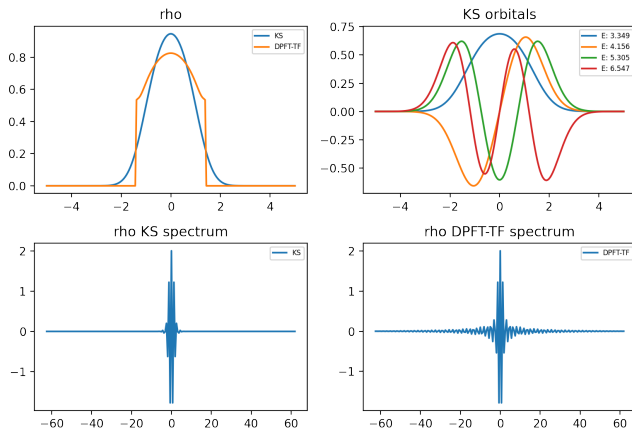 rho
KS
DPFT-TF
0.8
0.6
0.4
0.2
0.0
−4 −2 0 2 4
KS orbitals
E: 3.349
E: 4.156
E: 5.305
E: 6.547
0.75
0.50
0.25
0.00
−0.25
−0.50
−4 −2 0 2 4
rho KS spectrum
KS
2
1
0
−1
−60 −40 −20 0 20 40 60
rho DPFT-TF spectrum
DPFT-TF
2
1
0
−1
−60 −40 −20 0 20 40 60